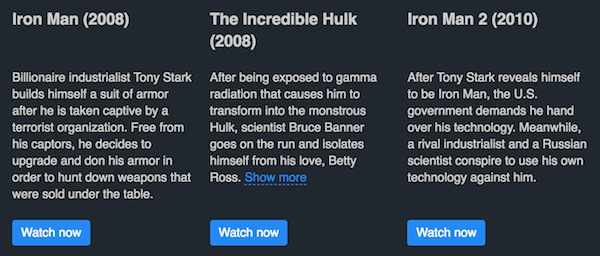 Iron Man (2008)
Billionaire industrialist Tony Stark
builds himself a suit of armor
after he is taken captive by a
terrorist organization. Free from
his captors, he decides to
upgrade and don his armor in
order to hunt down weapons that
were sold under the table.
Watch now
The Incredible Hulk
(2008)
After being exposed to gamma
radiation that causes him to
transform into the monstrous
Hulk, scientist Bruce Banner
goes on the run and isolates
himself from his love, Betty
Ross. Show more
Watch now
Iron Man 2 (2010)
After Tony Stark reveals himself
to be Iron Man, the U.S.
government demands he hand
over his technology. Meanwhile,
a rival industrialist and a Russian
scientist conspire to use his own
technology against him.
Watch now